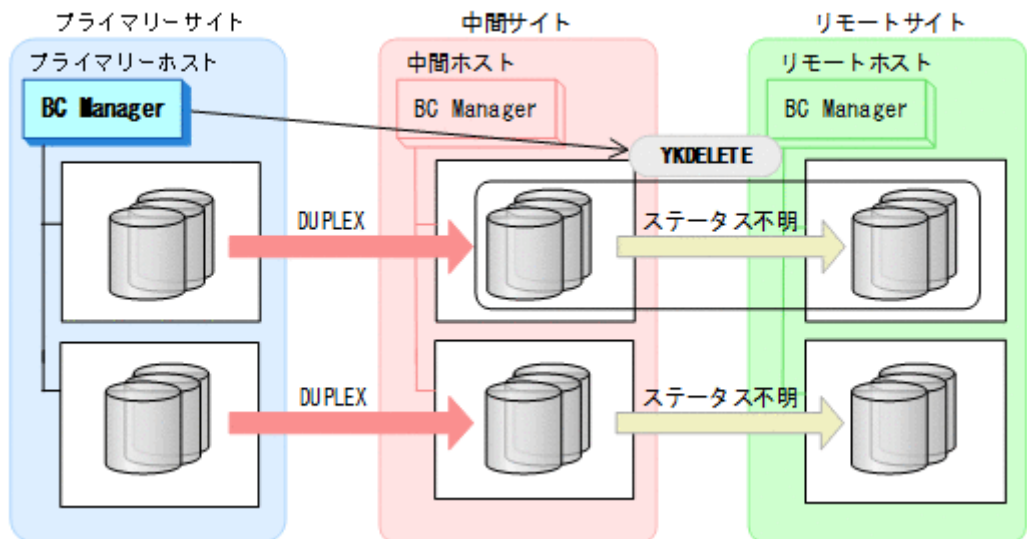 プライマリーサイト
中間サイト
リモートサイト
プライマリーホスト
中間ホスト
リモートホスト
BC Manager
BC Manager
BC Manager
YKDELETE
DUPLEX
ステータス不明
DUPLEX
ステータス不明